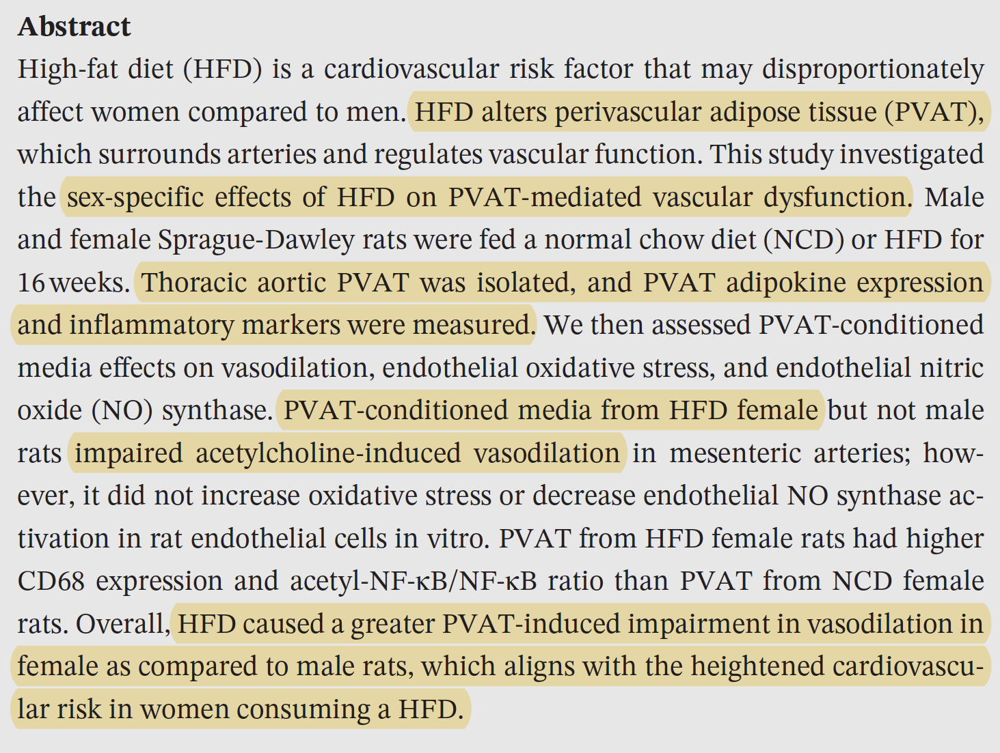 Abstract
High-fat diet (HFD) is a cardiovascular risk factor that may disproportionately
affect women compared to men. HFD alters perivascular adipose tissue (PVAT),
which surrounds arteries and regulates vascular function. This study investigated
the sex-specific effects of HFD on PVAT-mediated vascular dysfunction. Male
and female Sprague-Dawley rats were fed a normal chow diet (NCD) or HFD for
16 weeks. Thoracic aortic PVAT was isolated, and PVAT adipokine expression
and inflammatory markers were measured. We then assessed PVAT-conditioned
media effects on vasodilation, endothelial oxidative stress, and endothelial nitric
oxide (NO) synthase. PVAT-conditioned media from HFD female but not male
rats impaired acetylcholine-induced vasodilation in mesenteric arteries; how-
ever, it did not increase oxidative stress or decrease endothelial NO synthase ac-
tivation in rat endothelial cells in vitro. PVAT from HFD female rats had higher
CD68 expression and acetyl-NF-κB/NF-κB ratio than PVAT from NCD female
rats. Overall, HFD caused a greater PVAT-induced impairment in vasodilation in
female as compared to male rats, which aligns with the heightened cardiovascu-
lar risk in women consuming a HFD.